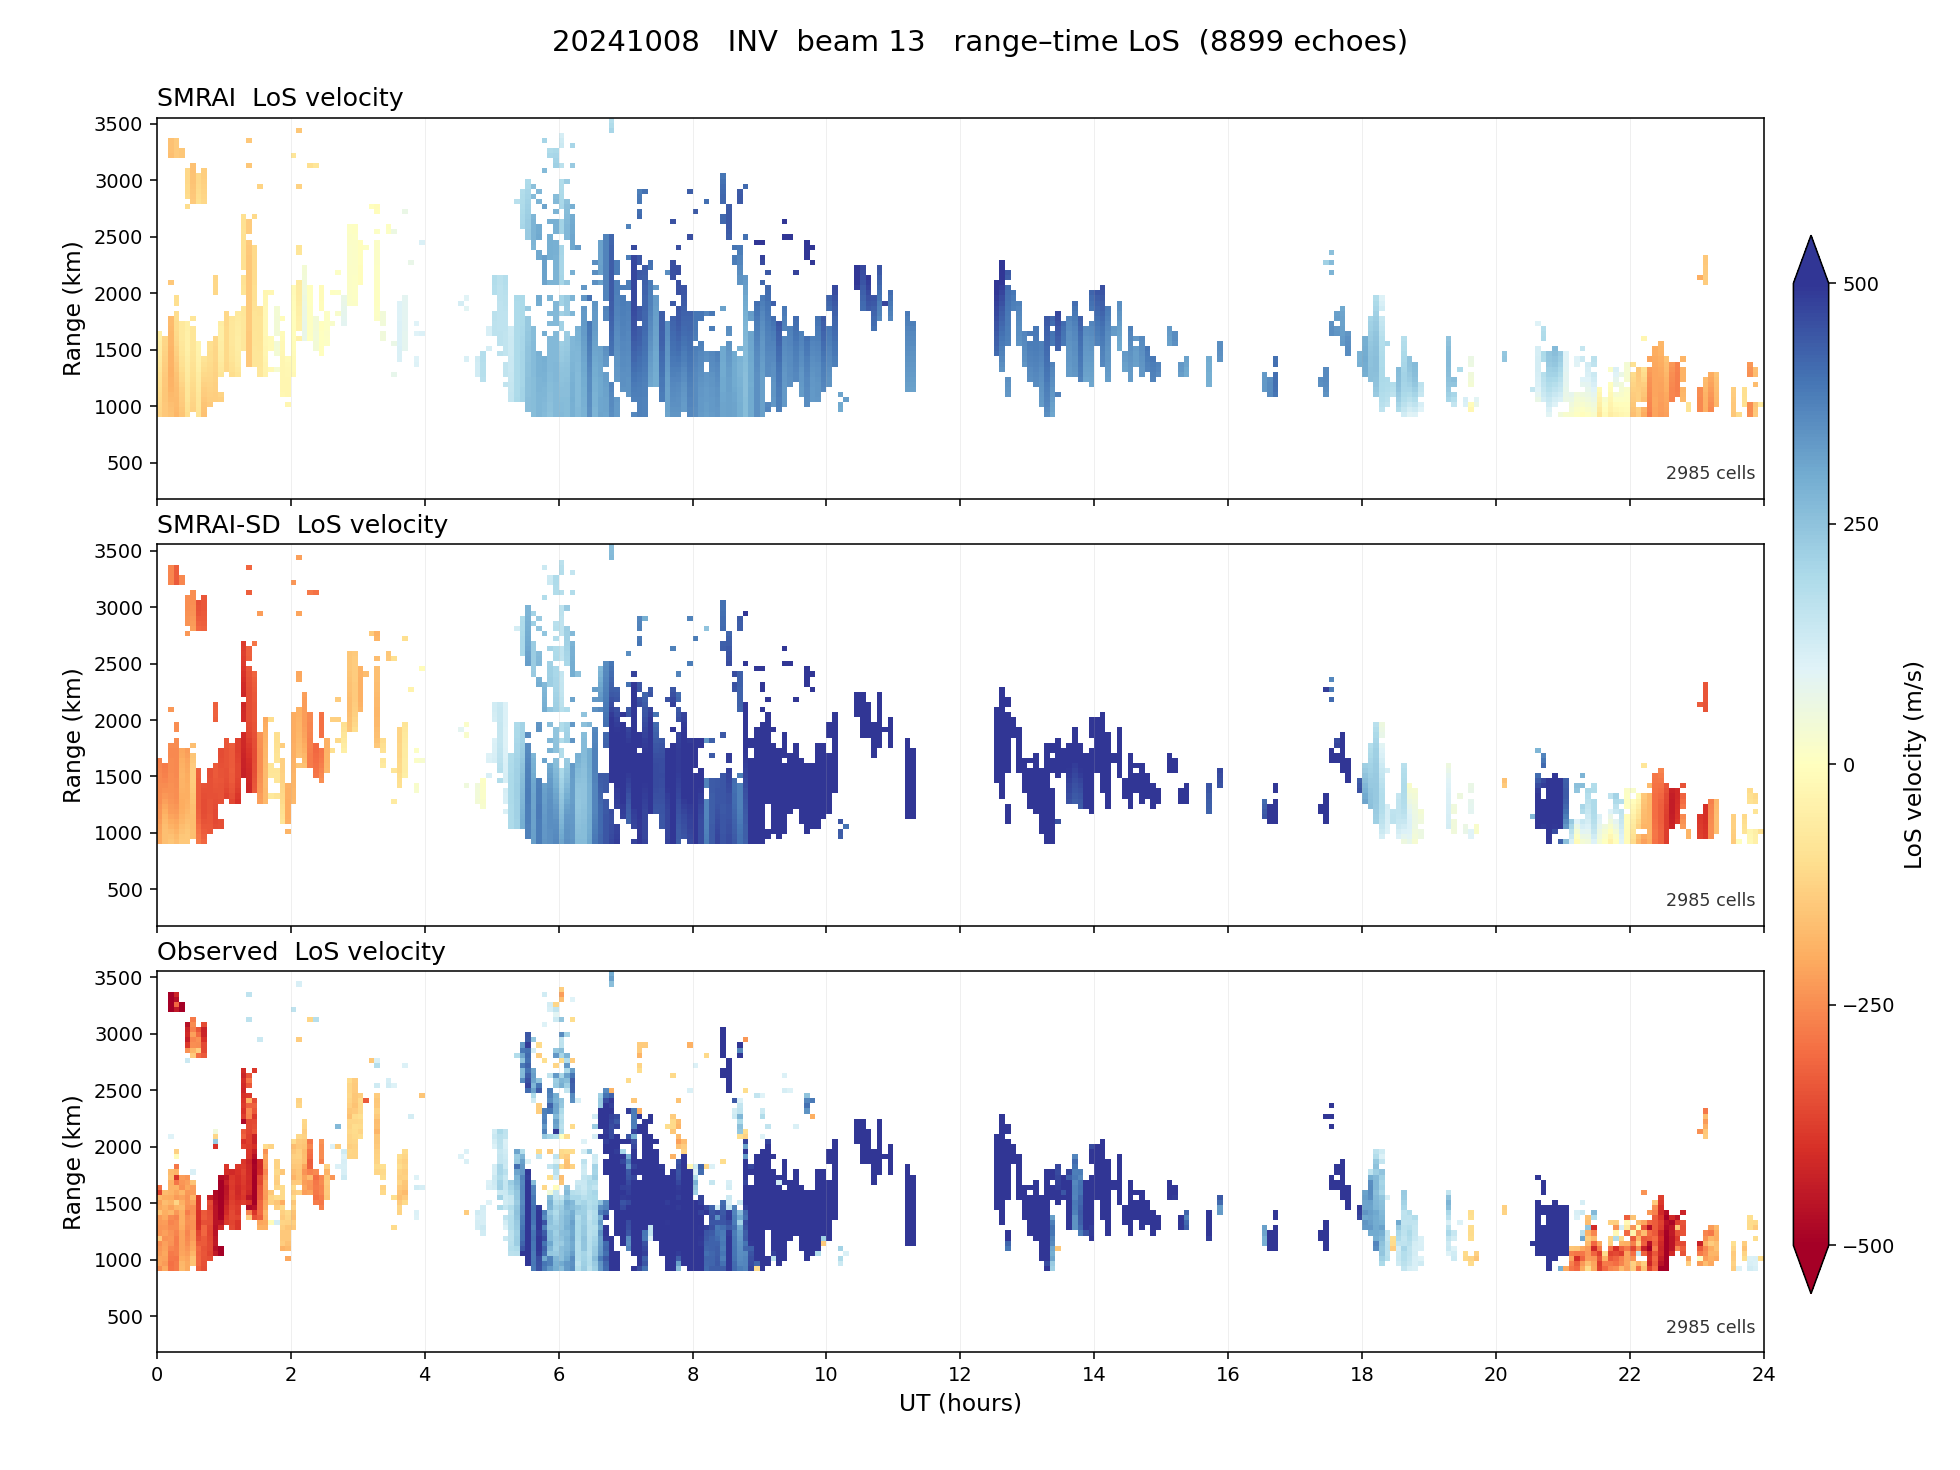 20241008   INV  beam 13   range–time LoS  (8899 echoes)
SMRAI  LoS velocity
3500
3000
2500
2000
1500
1000
500
Range (km)
2985 cells
SMRAI-SD  LoS velocity
3500
3000
2500
2000
1500
1000
500
Range (km)
2985 cells
Observed  LoS velocity
3500
3000
2500
2000
1500
1000
500
Range (km)
2985 cells
0 2 4 6 8 10 12 14 16 18 20 22 24
UT (hours)
500
250
0
−250
−500
LoS velocity (m/s)